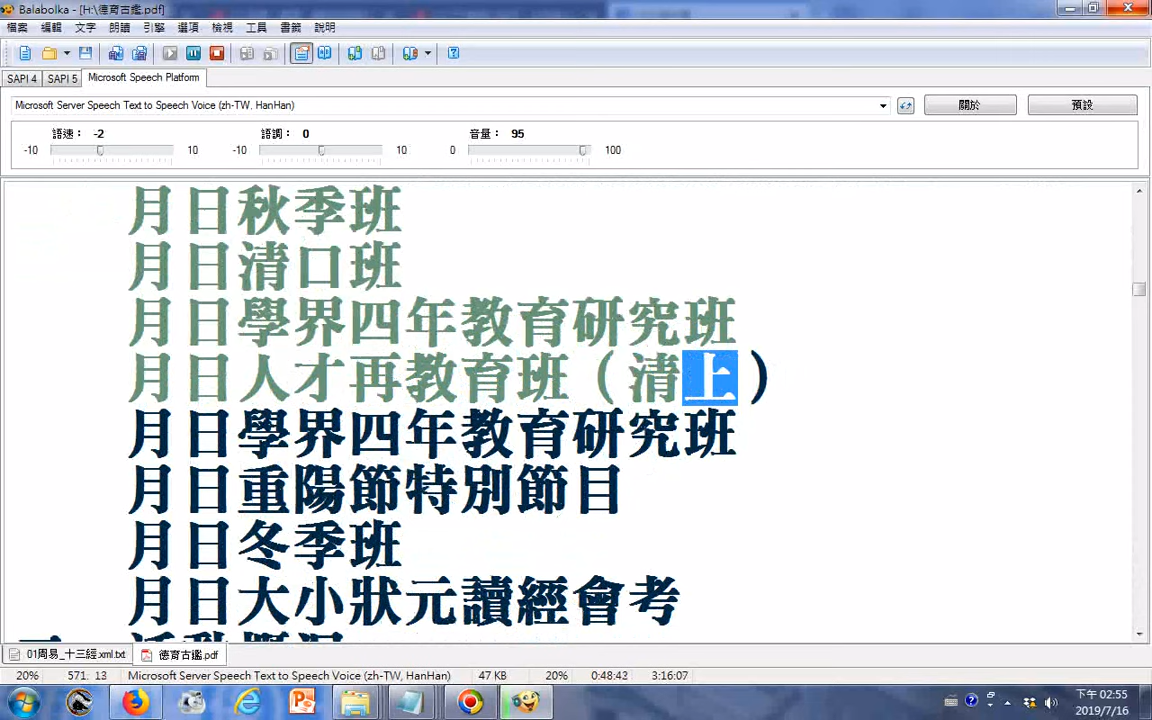 Balabolka - [H:\德育古鑑.pdf]
檔案 編輯 文字 朗讀 引擎 選項 檢視 工具 書籤 說明
SAPI 4 SAPI 5 Microsoft Speech Platform
Microsoft Server Speech Text to Speech Voice (zh-TW, HanHan) 關於 預設
語速： -2 語調： 0 音量： 95
-10 10 -10 10 0 100
月日秋季班
月日清口班
月日學界四年教育研究班
月日人才再教育班（清上）
月日學界四年教育研究班
月日重陽節特別節目
月日冬季班
月日大小狀元讀經會考
01周易_十三經.xml.txt 德育古鑑.pdf
20% 571: 13 Microsoft Server Speech Text to Speech Voice (zh-TW, HanHan) 47 KB 20% 0:48:42 3:16:07
下午 02:55
2019/7/16